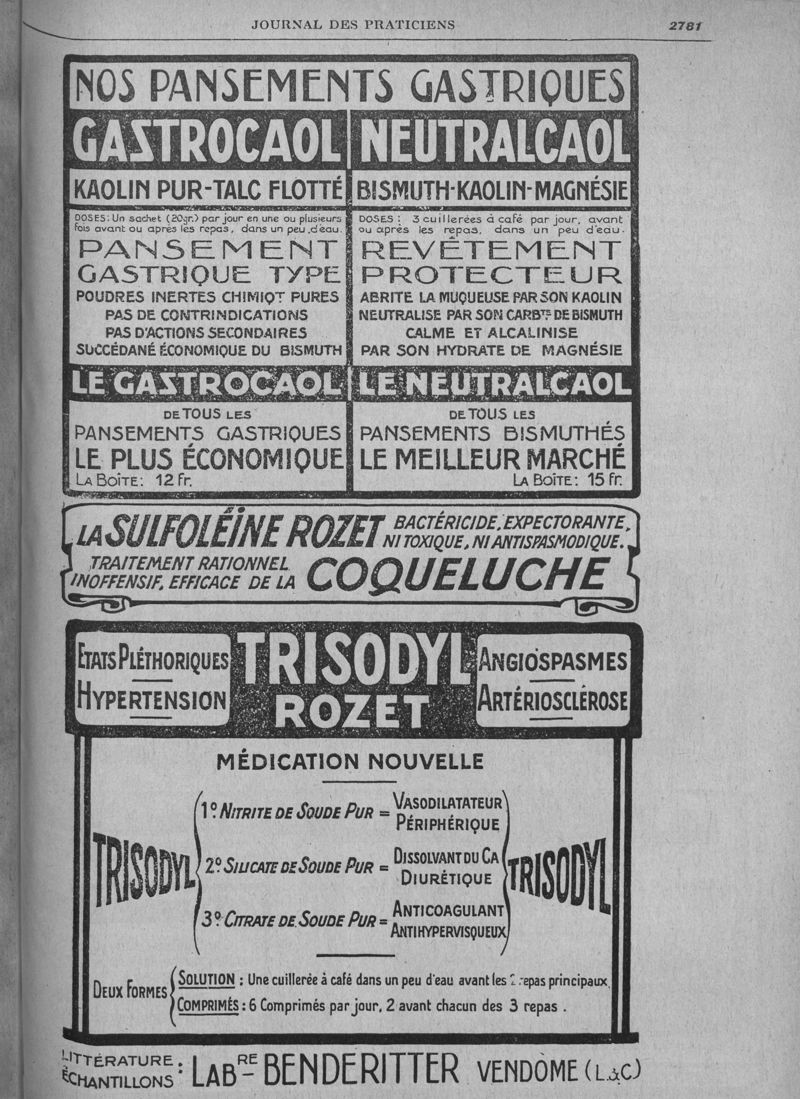 JOURNAL DES PRATICIENS
2781
NOS PANSEMENTS GASTRIQUES
GASTROCAOL
KAOLIN PUR-TALC FLOTTÉ
DOSES: Un sachet (20gr.) par jour en une ou plusieurs
fois avant ou après les repas, dans un peu d'eau.
PANSEMENT
GASTRIQUE TYPE
POUDRES INERTES CHIMIQT PURES
PAS DE CONTRINDICATIONS
PAS D'ACTIONS SECONDAIRES
SUCCÉDANÉ ÉCONOMIQUE DU BISMUTH
LE GASTROCAOL
DE TOUS LES
PANSEMENTS GASTRIQUES
LE PLUS ÉCONOMIQUE
LA BOÎTE: 12 Fr.
NEUTRALCAOL
BISMUTH-KAOLIN-MAGNÉSIE
DOSES: 3 cuillerées à café par jour, avant
ou après les repas, dans un peu d'eau.
REVÊTEMENT
PROTECTEUR
ABRITE LA MUQUEUSE PAR SON KAOLIN
NEUTRALISE PAR SON CARBTE DE BISMUTH
CALME ET ALCALINISE
PAR SON HYDRATE DE MAGNÉSIE
LE NEUTRALCAOL
DE TOUS LES
PANSEMENTS BISMUTHÉS
LE MEILLEUR MARCHÉ
LA BOÎTE: 15 Fr.
LA SULFOLÉINE ROZET
BACTÉRICIDE, EXPECTORANTE,
NI TOXIQUE, NI ANTISPASMODIQUE.
TRAITEMENT RATIONNEL
INOFFENSIF, EFFICACE DE LA
COQUELUCHE
ETATS PLÉTHORIQUES
HYPERTENSION
TRISODYL
ROZET
ANGIOSPASMES
ARTÉRIOSCLÉROSE
MÉDICATION NOUVELLE
TRISODYL
1º NITRITE DE SOUDE PUR = VASODILATATEUR
PÉRIPHÉRIQUE
2º SILICATE DE SOUDE PUR = DISSOLVANT DU CA
DIURÉTIQUE
3º CITRATE DE SOUDE PUR = ANTICOAGULANT
ANTIHYPERVISQUEUX
TRISODYL
DEUX FORMES
SOLUTION : Une cuillerée à café dans un peu d'eau avant les repas principaux.
COMPRIMÉS : 6 Comprimés par jour, 2 avant chacun des 3 repas .
LITTÉRATURE
ÉCHANTILLONS :
LABRE BENDERITTER VENDÔME (L.&C.)